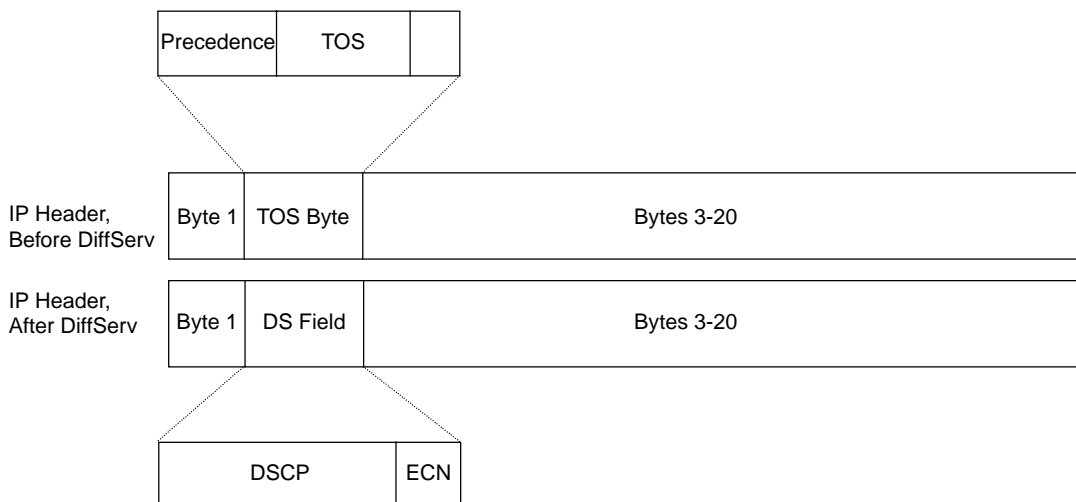 Precedence TOS
IP Header,
Before DiffServ
Byte 1 TOS Byte Bytes 3-20
IP Header,
After DiffServ
Byte 1 DS Field Bytes 3-20
DSCP ECN